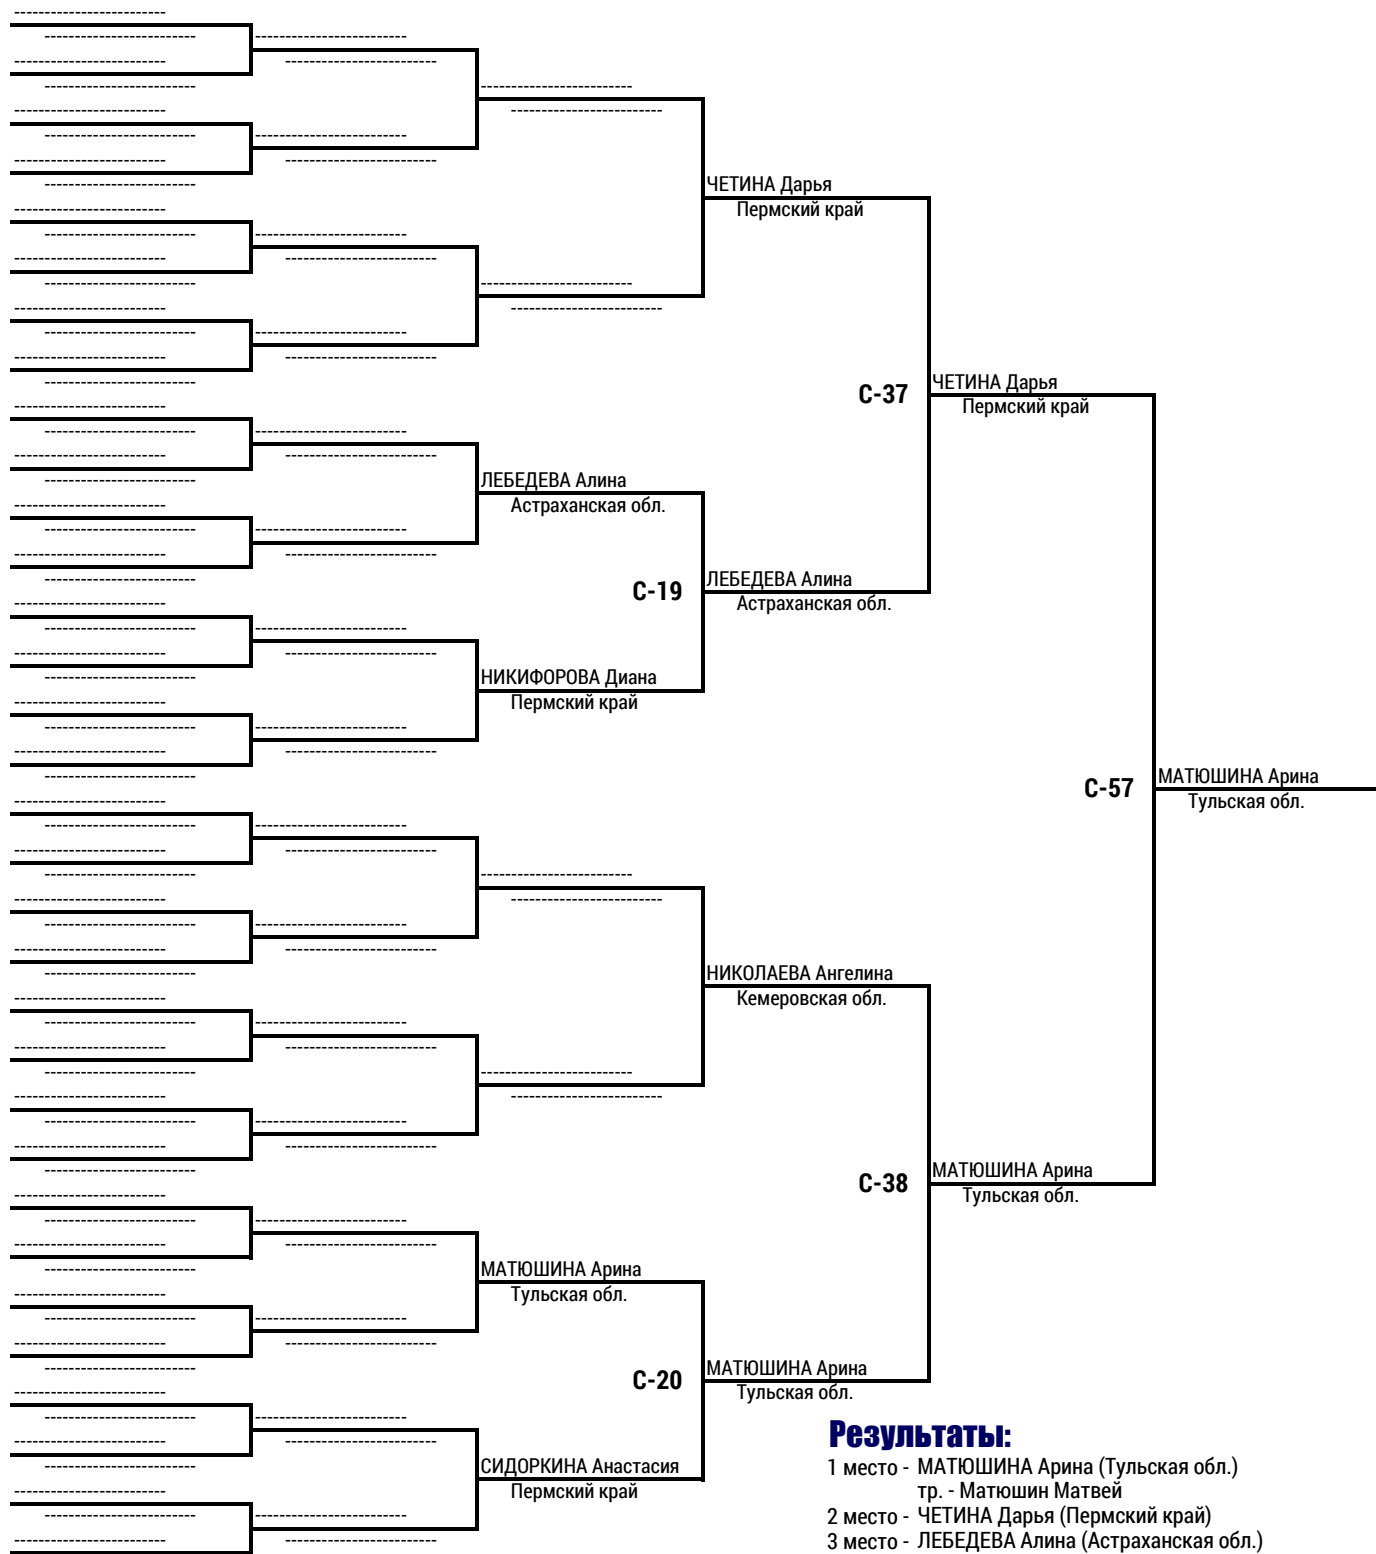 ЧЕТИНА Дарья
Пермский край
С-37
ЧЕТИНА Дарья
Пермский край
ЛЕБЕДЕВА Алина
Астраханская обл.
С-19
ЛЕБЕДЕВА Алина
Астраханская обл.
НИКИФОРОВА Диана
Пермский край
С-57
МАТЮШИНА Арина
Тульская обл.
НИКОЛАЕВА Ангелина
Кемеровская обл.
С-38
МАТЮШИНА Арина
Тульская обл.
МАТЮШИНА Арина
Тульская обл.
С-20
МАТЮШИНА Арина
Тульская обл.
СИДОРКИНА Анастасия
Пермский край
Результаты:
1 место - МАТЮШИНА Арина (Тульская обл.)
тр. - Матюшин Матвей
2 место - ЧЕТИНА Дарья (Пермский край)
3 место - ЛЕБЕДЕВА Алина (Астраханская обл.)